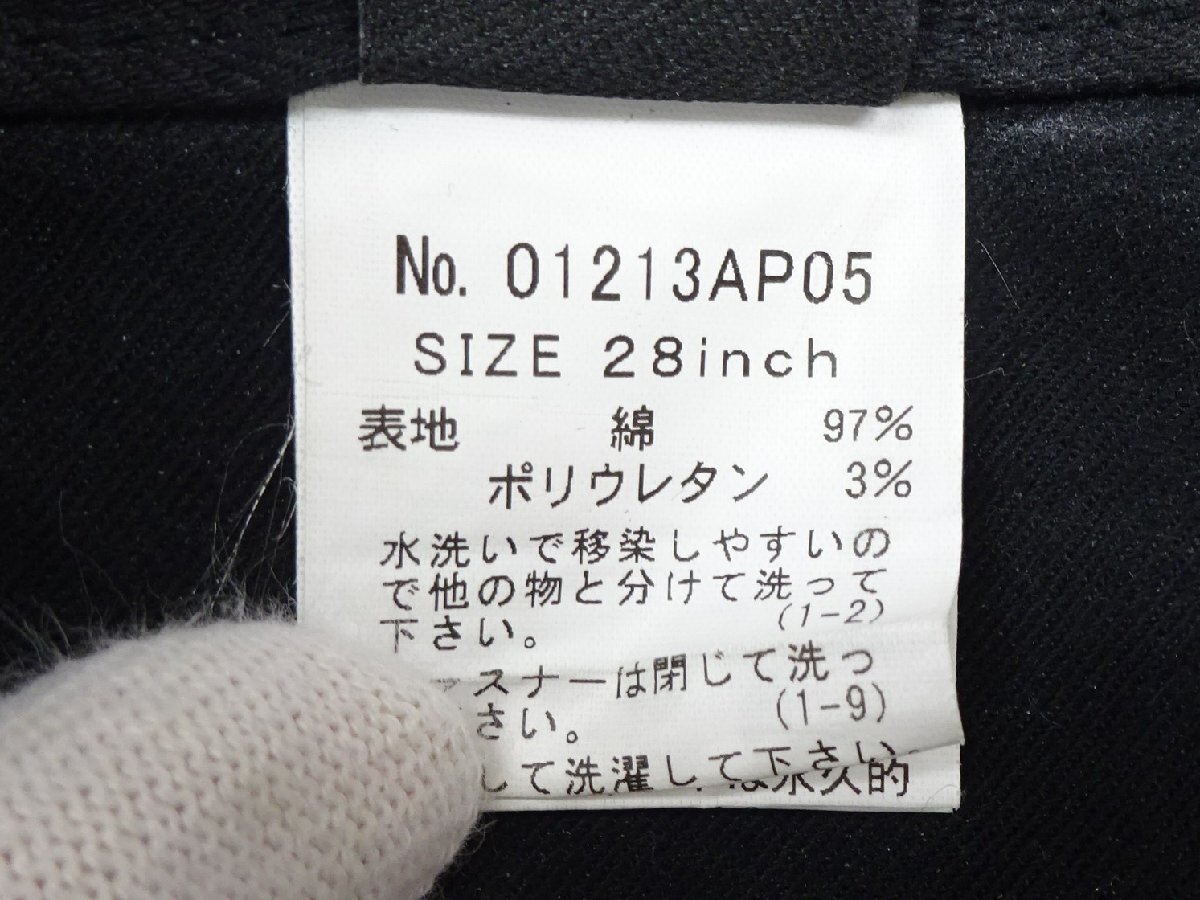 No. 01213AP05
SIZE 28inch
表地 綿 97%
ポリウレタン 3%
水洗いで移染しやすいの
で他の物と分けて洗って
下さい。 (1-2)
スナーは閉じて洗っ
さい。 (1-9)
して洗濯して下さい
永久的